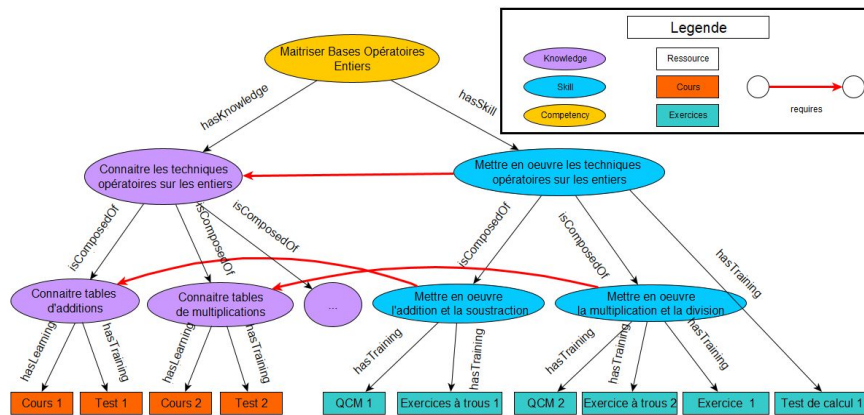 Legende
Maitriser Bases Opératoires
Entiers
Knowledge
Ressource
Skill
Cours
Competency
Exercices
requires
hasKnowledge
hasSkill
Connaitre les techniques
opératoires sur les entiers
Mettre en oeuvre les techniques
opératoires sur les entiers
isComposedOf
isComposedOf
isComposedOf
isComposedOf
isComposedOf
hasTraining
Connaitre tables
d'additions
Connaitre tables
de multiplications
...
Mettre en oeuvre
l'addition et la soustraction
Mettre en oeuvre
la multiplication et la division
hasLearning
hasTraining
hasLearning
hasTraining
hasTraining
hasTraining
hasTraining
hasTraining
hasTraining
Cours 1
Test 1
Cours 2
Test 2
QCM 1
Exercices à trous 1
QCM 2
Exercice à trous 2
Exercice 1
Test de calcul 1